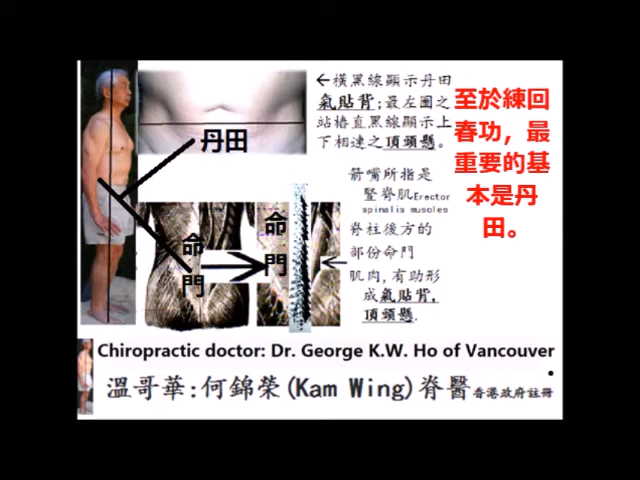 ←橫黑線顯示丹田
氣貼背;最左圖之
站樁直黑線顯示上
下相連之頂頭懸。
至於練回
春功，最
重要的基
本是丹
田。
丹田
箭嘴所指是
豎脊肌Erector
spinalis muscles
脊柱後方的
部份命門
肌肉,有助形
成氣貼背,
頂頭懸.
命
門
命
門
Chiropractic doctor: Dr. George K.W. Ho of Vancouver
溫哥華:何錦榮(Kam Wing)脊醫香港政府註冊